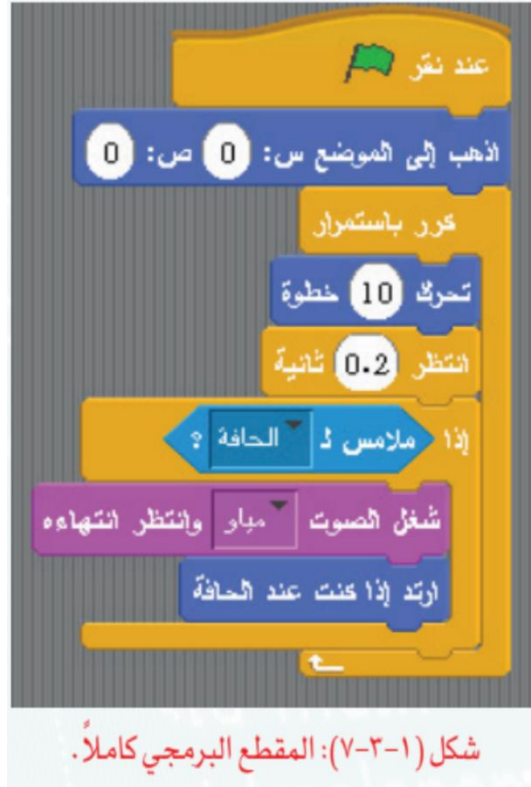 عند نقر
اذهب إلى الموضع س: 0 ص: 0
كرر باستمرار
تحرك 10 خطوة
انتظر 0.2 ثانية
إذا ملامس لـ الحافة ؟
شغل الصوت مياو وانتظر انتهاءه
ارتد إذا كنت عند الحافة
شكل (١-٣-٧): المقطع البرمجي كاملاً.